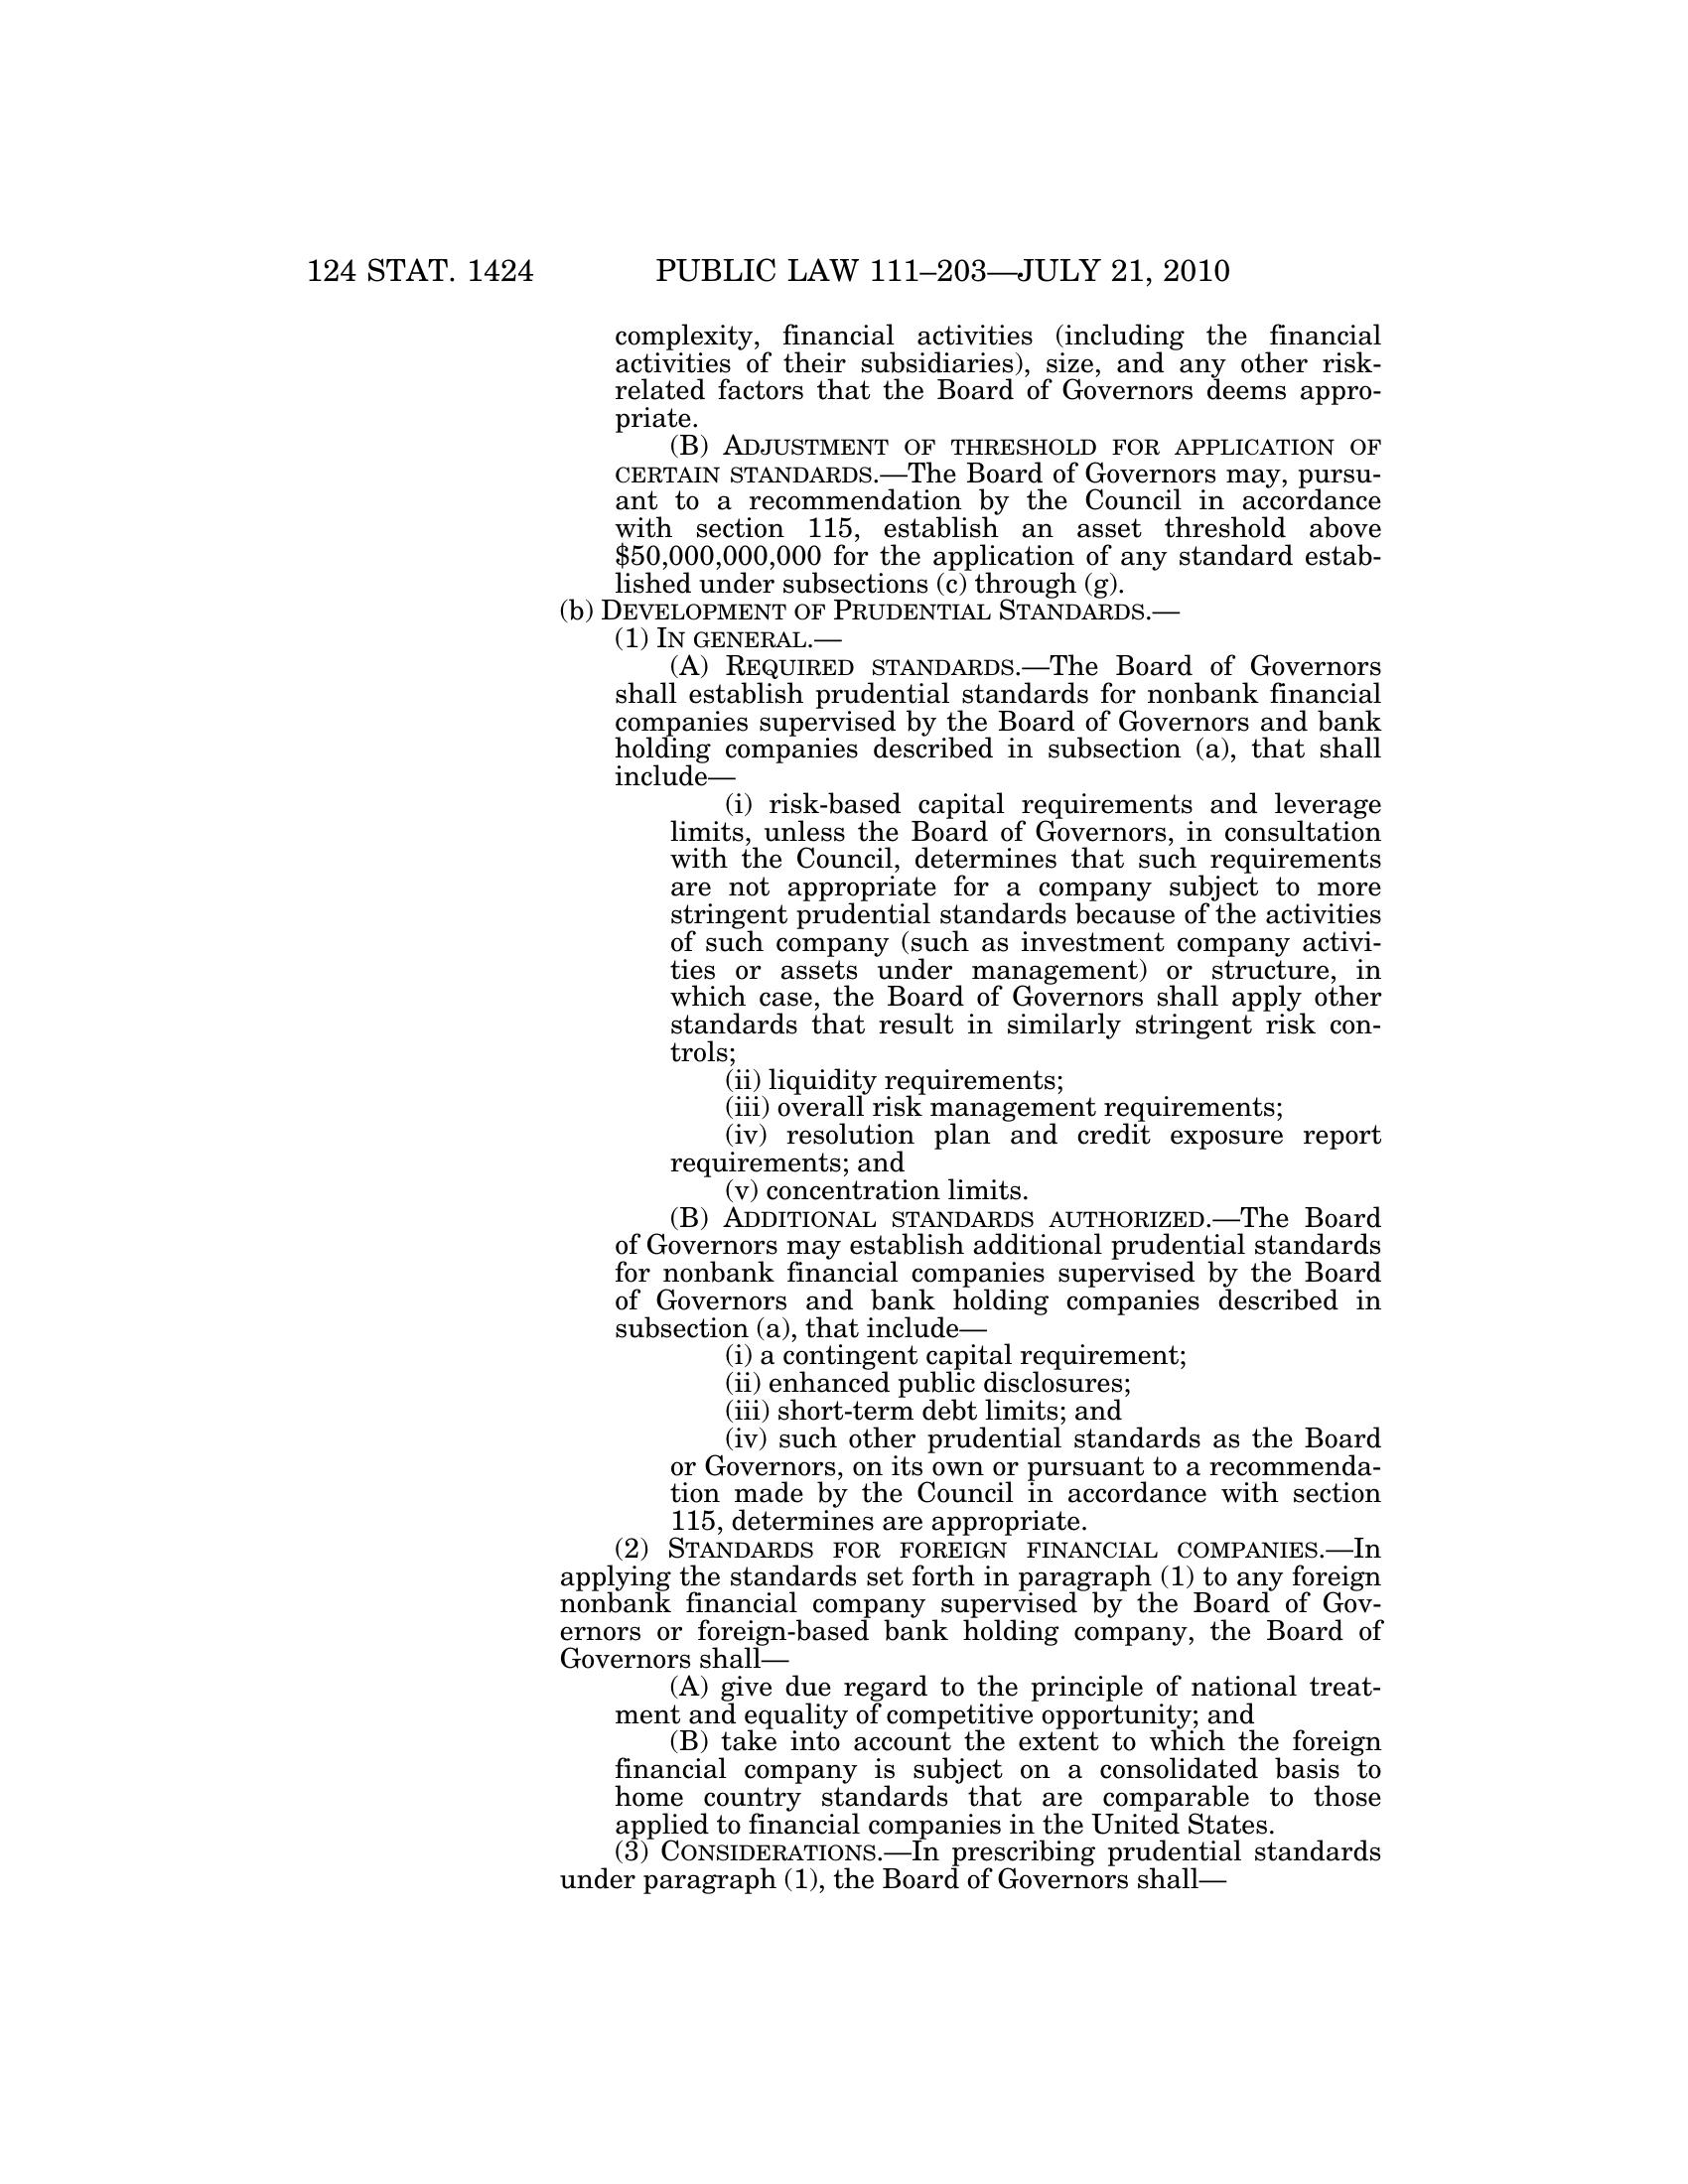 124 STAT. 1424 PUBLIC LAW 111–203—JULY 21, 2010
complexity, financial activities (including the financial
activities of their subsidiaries), size, and any other risk-
related factors that the Board of Governors deems appro-
priate.
(B) ADJUSTMENT OF THRESHOLD FOR APPLICATION OF
CERTAIN STANDARDS.—The Board of Governors may, pursu-
ant to a recommendation by the Council in accordance
with section 115, establish an asset threshold above
$50,000,000,000 for the application of any standard estab-
lished under subsections (c) through (g).
(b) DEVELOPMENT OF PRUDENTIAL STANDARDS.—
(1) IN GENERAL.—
(A) REQUIRED STANDARDS.—The Board of Governors
shall establish prudential standards for nonbank financial
companies supervised by the Board of Governors and bank
holding companies described in subsection (a), that shall
include—
(i) risk-based capital requirements and leverage
limits, unless the Board of Governors, in consultation
with the Council, determines that such requirements
are not appropriate for a company subject to more
stringent prudential standards because of the activities
of such company (such as investment company activi-
ties or assets under management) or structure, in
which case, the Board of Governors shall apply other
standards that result in similarly stringent risk con-
trols;
(ii) liquidity requirements;
(iii) overall risk management requirements;
(iv) resolution plan and credit exposure report
requirements; and
(v) concentration limits.
(B) ADDITIONAL STANDARDS AUTHORIZED.—The Board
of Governors may establish additional prudential standards
for nonbank financial companies supervised by the Board
of Governors and bank holding companies described in
subsection (a), that include—
(i) a contingent capital requirement;
(ii) enhanced public disclosures;
(iii) short-term debt limits; and
(iv) such other prudential standards as the Board
or Governors, on its own or pursuant to a recommenda-
tion made by the Council in accordance with section
115, determines are appropriate.
(2) STANDARDS FOR FOREIGN FINANCIAL COMPANIES.—In
applying the standards set forth in paragraph (1) to any foreign
nonbank financial company supervised by the Board of Gov-
ernors or foreign-based bank holding company, the Board of
Governors shall—
(A) give due regard to the principle of national treat-
ment and equality of competitive opportunity; and
(B) take into account the extent to which the foreign
financial company is subject on a consolidated basis to
home country standards that are comparable to those
applied to financial companies in the United States.
(3) CONSIDERATIONS.—In prescribing prudential standards
under paragraph (1), the Board of Governors shall—